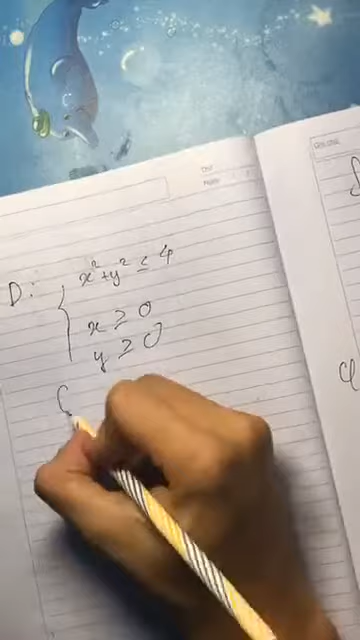 D: { x² + y² ≤ 4
x ≥ 0
y ≥ 0
φ